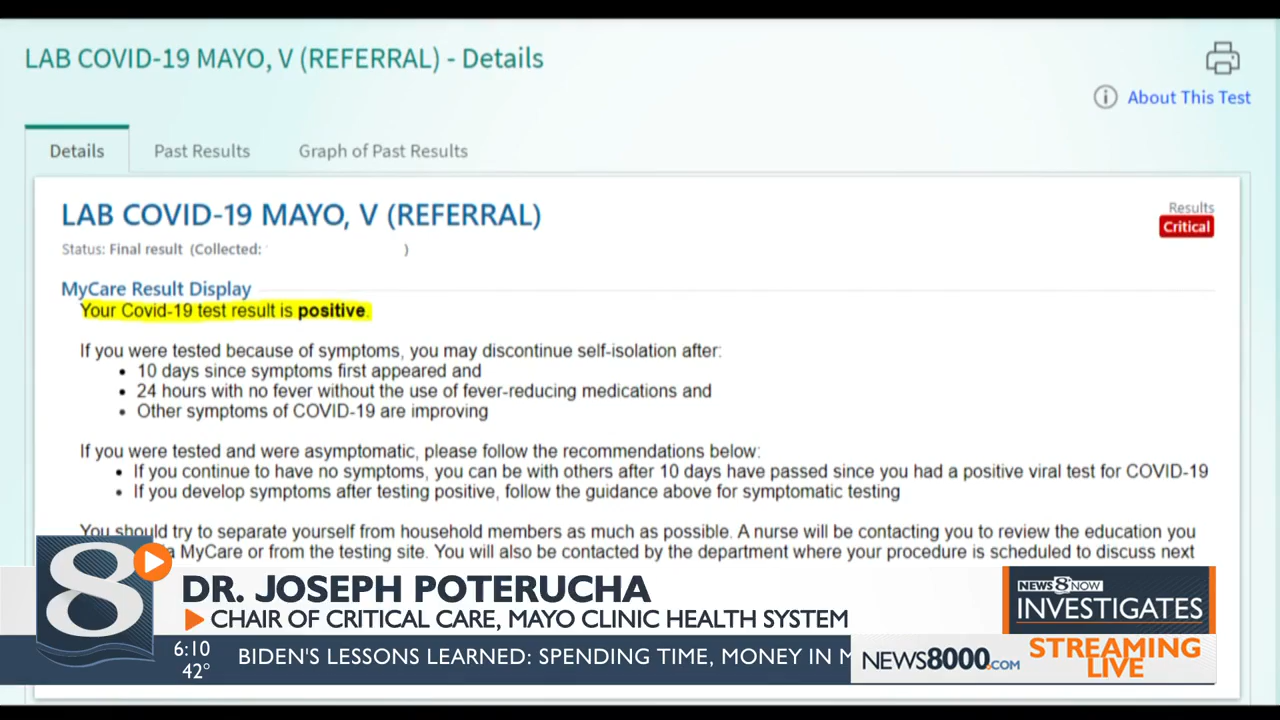 LAB COVID-19 MAYO, V (REFERRAL) - Details
About This Test
Details
Past Results
Graph of Past Results
LAB COVID-19 MAYO, V (REFERRAL)
Results
Critical
Status: Final result (Collected: )
MyCare Result Display
Your Covid-19 test result is positive.
If you were tested because of symptoms, you may discontinue self-isolation after:
• 10 days since symptoms first appeared and
• 24 hours with no fever without the use of fever-reducing medications and
• Other symptoms of COVID-19 are improving
If you were tested and were asymptomatic, please follow the recommendations below:
• If you continue to have no symptoms, you can be with others after 10 days have passed since you had a positive viral test for COVID-19
• If you develop symptoms after testing positive, follow the guidance above for symptomatic testing
You should try to separate yourself from household members as much as possible. A nurse will be contacting you to review the education you
MyCare or from the testing site. You will also be contacted by the department where your procedure is scheduled to discuss next
8
DR. JOSEPH POTERUCHA
CHAIR OF CRITICAL CARE, MAYO CLINIC HEALTH SYSTEM
NEWS 8 NOW
INVESTIGATES
6:10
42°
BIDEN'S LESSONS LEARNED: SPENDING TIME, MONEY IN M
NEWS8000.COM
STREAMING
LIVE